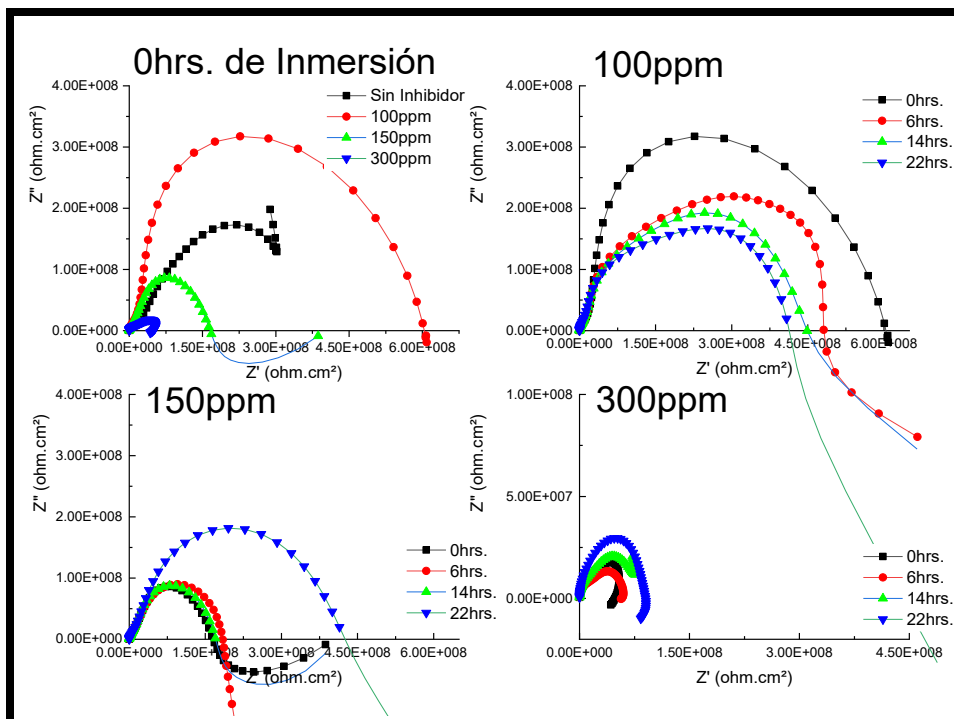 0hrs. de Inmersión
4.00E+008
3.00E+008
2.00E+008
1.00E+008
0.00E+000
Z'' (ohm.cm²)
Sin Inhibidor
100ppm
150ppm
300ppm
0.00E+000 1.50E+008 3.00E+008 4.50E+008 6.00E+008
Z' (ohm.cm²)
100ppm
4.00E+008
3.00E+008
2.00E+008
1.00E+008
0.00E+000
Z'' (ohm.cm²)
0hrs.
6hrs.
14hrs.
22hrs.
0.00E+000 1.50E+008 3.00E+008 4.50E+008 6.00E+008
Z' (ohm.cm²)
150ppm
4.00E+008
3.00E+008
2.00E+008
1.00E+008
0.00E+000
Z'' (ohm.cm²)
0hrs.
6hrs.
14hrs.
22hrs.
0.00E+000 1.50E+008 3.00E+008 4.50E+008 6.00E+008
Z' (ohm.cm²)
300ppm
1.00E+008
5.00E+007
0.00E+000
Z'' (ohm.cm²)
0hrs.
6hrs.
14hrs.
22hrs.
0.00E+000 1.50E+008 3.00E+008 4.50E+008
Z' (ohm.cm²)